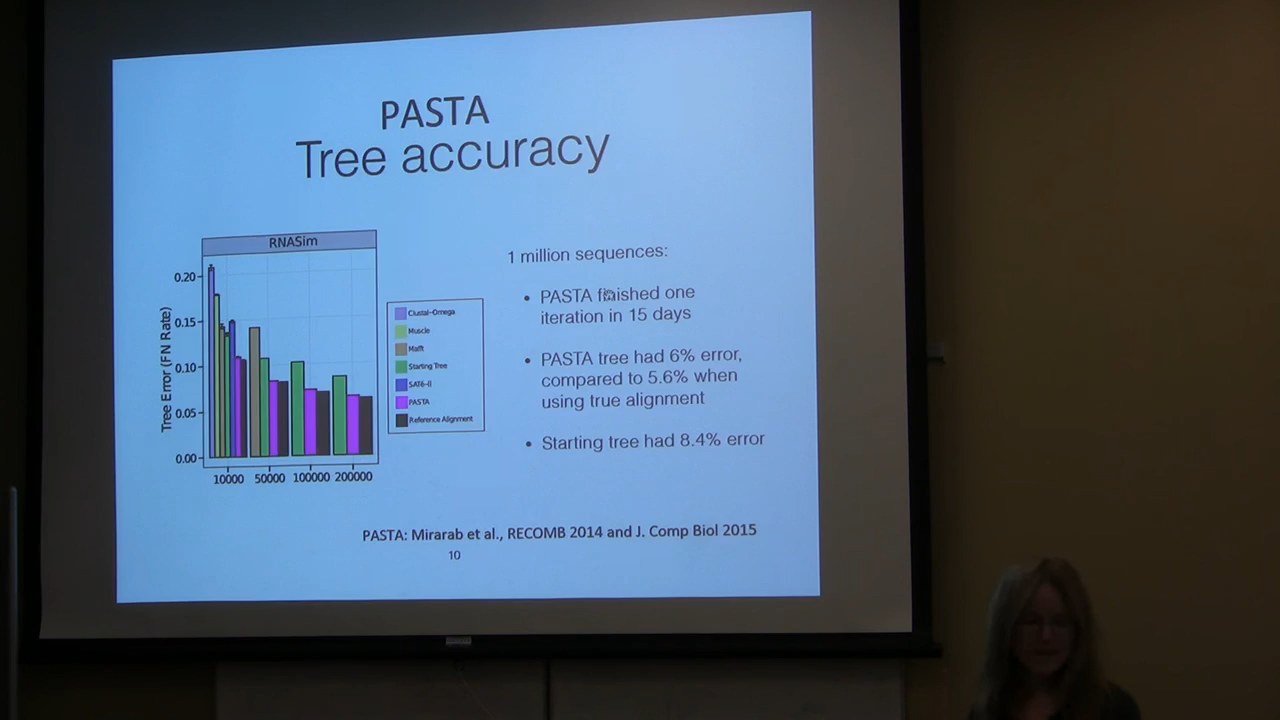 PASTA
Tree accuracy
RNASim
0.20
0.15
0.10
0.05
0.00
Tree Error (FN Rate)
10000 50000 100000 200000
Clustal-Omega
Muscle
Mafft
Starting Tree
SATé-II
PASTA
Reference Alignment
1 million sequences:
• PASTA finished one
iteration in 15 days
• PASTA tree had 6% error,
compared to 5.6% when
using true alignment
• Starting tree had 8.4% error
PASTA: Mirarab et al., RECOMB 2014 and J. Comp Biol 2015
10